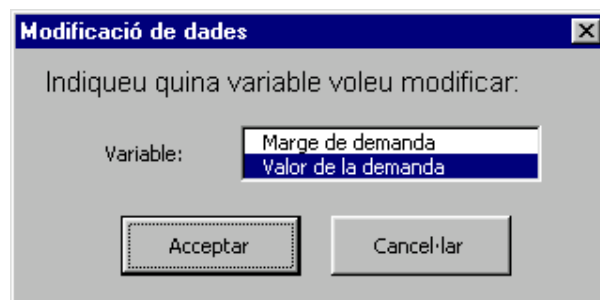 Modificació de dades
Indiqueu quina variable voleu modificar:
Variable:
Marge de demanda
Valor de la demanda
Acceptar
Cancel·lar